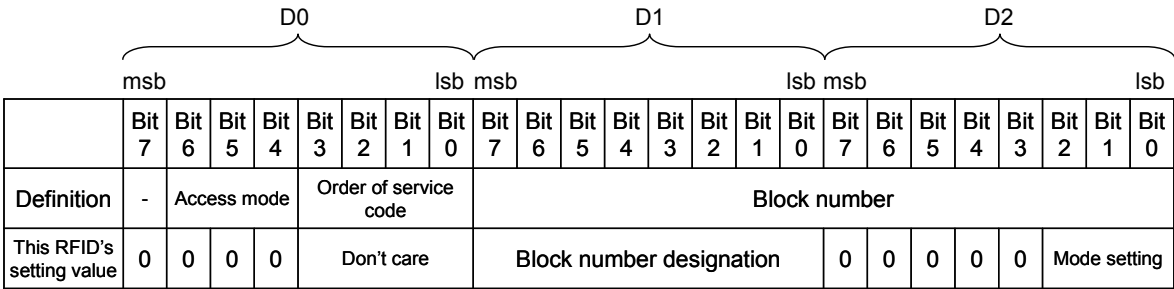 D0 D1 D2
msb lsb msb lsb msb lsb
Bit 7 Bit 6 Bit 5 Bit 4 Bit 3 Bit 2 Bit 1 Bit 0 Bit 7 Bit 6 Bit 5 Bit 4 Bit 3 Bit 2 Bit 1 Bit 0 Bit 7 Bit 6 Bit 5 Bit 4 Bit 3 Bit 2 Bit 1 Bit 0
Definition - Access mode Order of service code Block number
This RFID's setting value 0 0 0 0 Don't care Block number designation 0 0 0 0 0 Mode setting